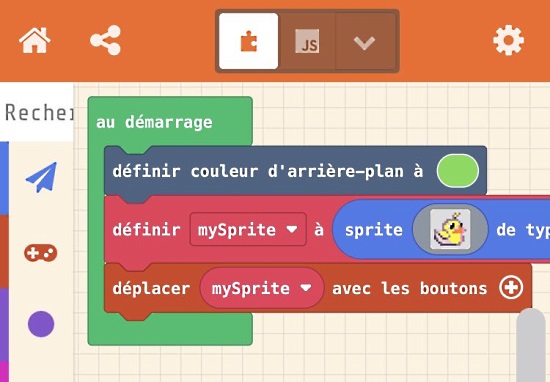 JS
Recher
au démarrage
définir couleur d'arrière-plan à
définir mySprite à sprite de typ
déplacer mySprite avec les boutons